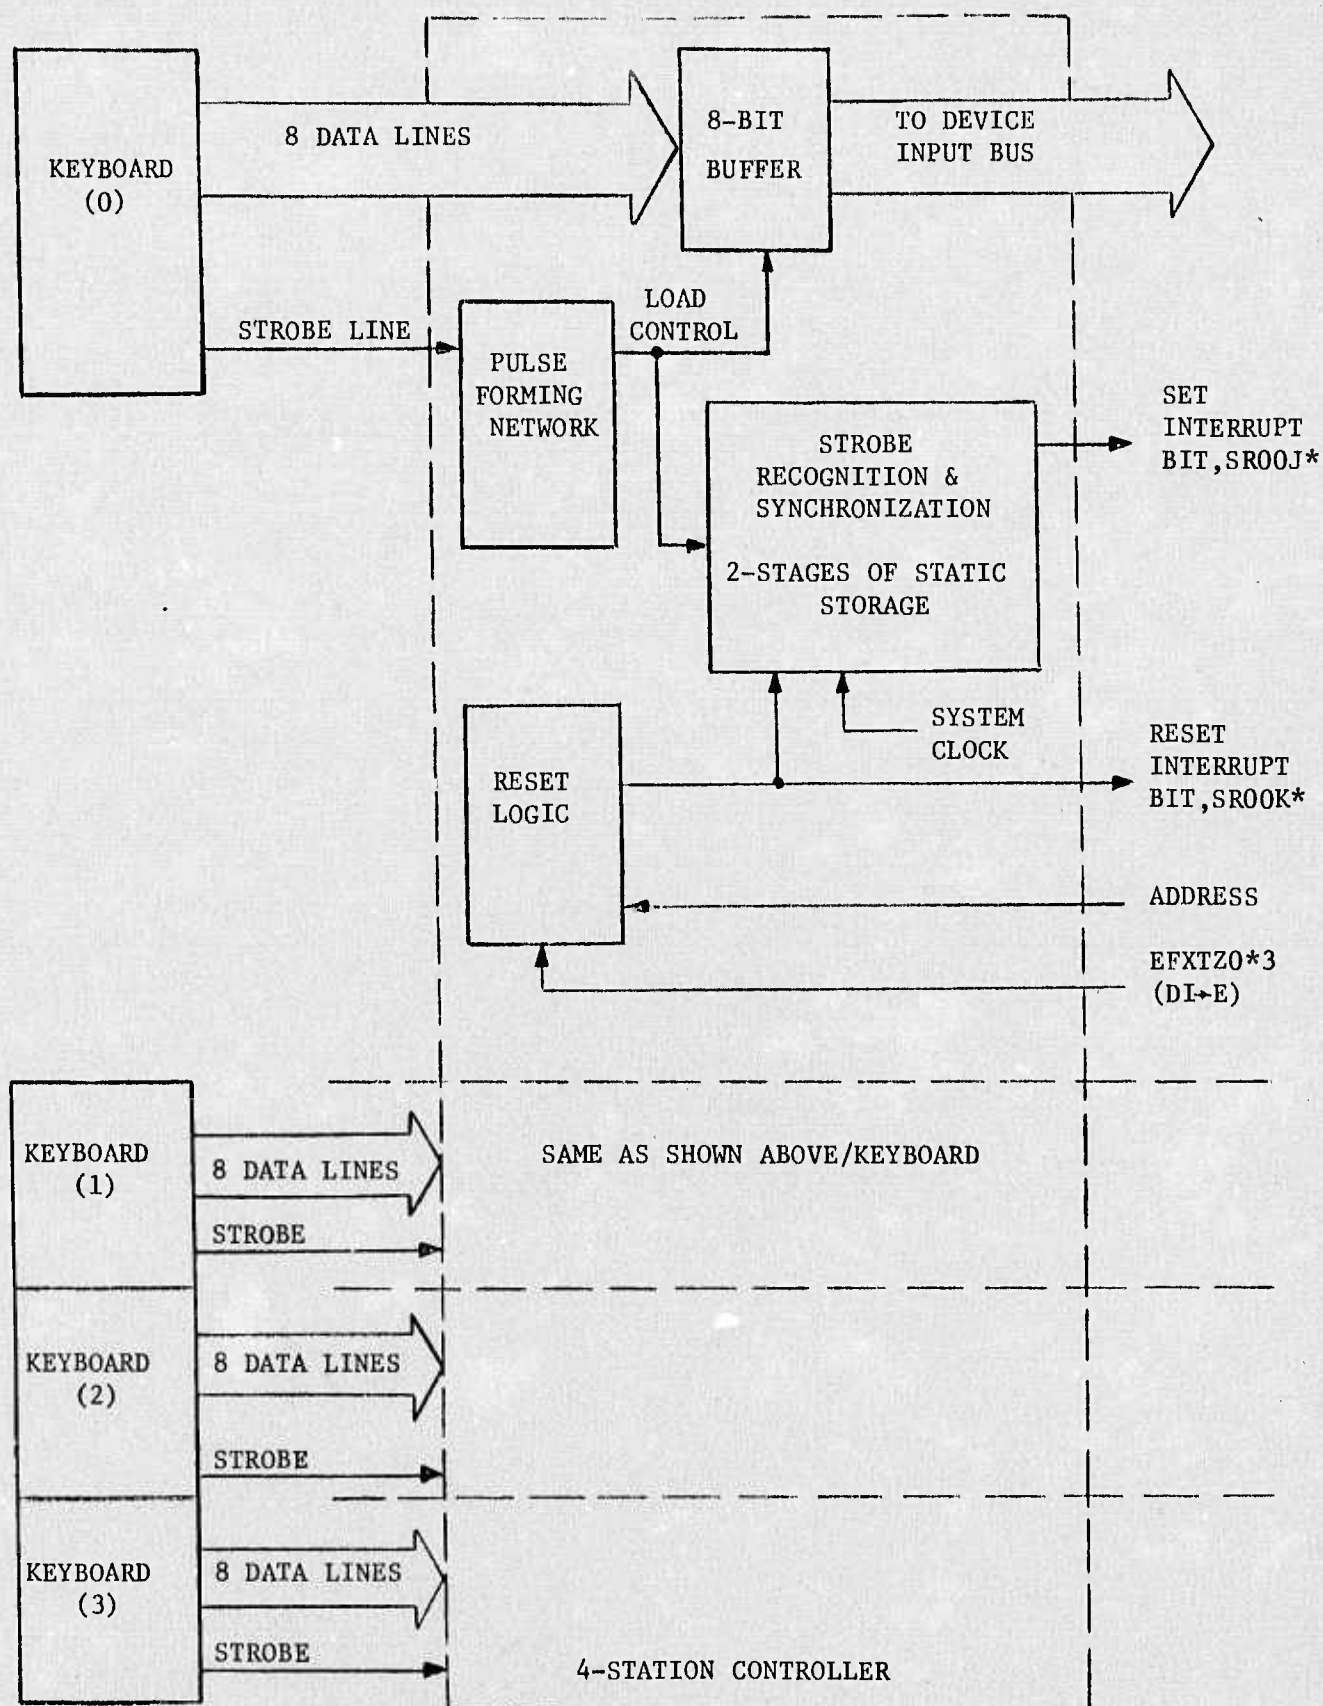 KEYBOARD
(0)
8 DATA LINES
8-BIT
BUFFER
TO DEVICE
INPUT BUS
STROBE LINE
LOAD
CONTROL
PULSE
FORMING
NETWORK
STROBE
RECOGNITION &
SYNCHRONIZATION
2-STAGES OF STATIC
STORAGE
SET
INTERRUPT
BIT,SROOJ*
SYSTEM
CLOCK
RESET
LOGIC
RESET
INTERRUPT
BIT,SROOK*
ADDRESS
EFXTZO*3
(DI→E)
KEYBOARD
(1)
8 DATA LINES
STROBE
SAME AS SHOWN ABOVE/KEYBOARD
KEYBOARD
(2)
8 DATA LINES
STROBE
KEYBOARD
(3)
8 DATA LINES
STROBE
4-STATION CONTROLLER